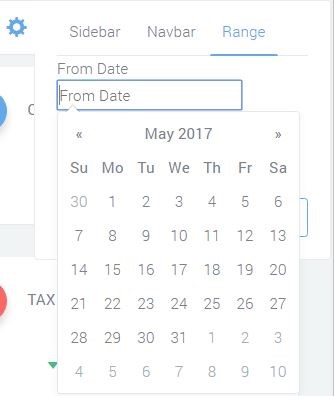 Sidebar Navbar Range
From Date
From Date
« May 2017 »
Su Mo Tu We Th Fr Sa
30 1 2 3 4 5 6
7 8 9 10 11 12 13
14 15 16 17 18 19 20
TAX
21 22 23 24 25 26 27
28 29 30 31 1 2 3
4 5 6 7 8 9 10